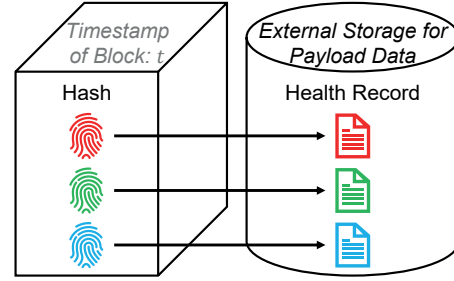 Timestamp
of Block: t
External Storage for
Payload Data
Hash
Health Record